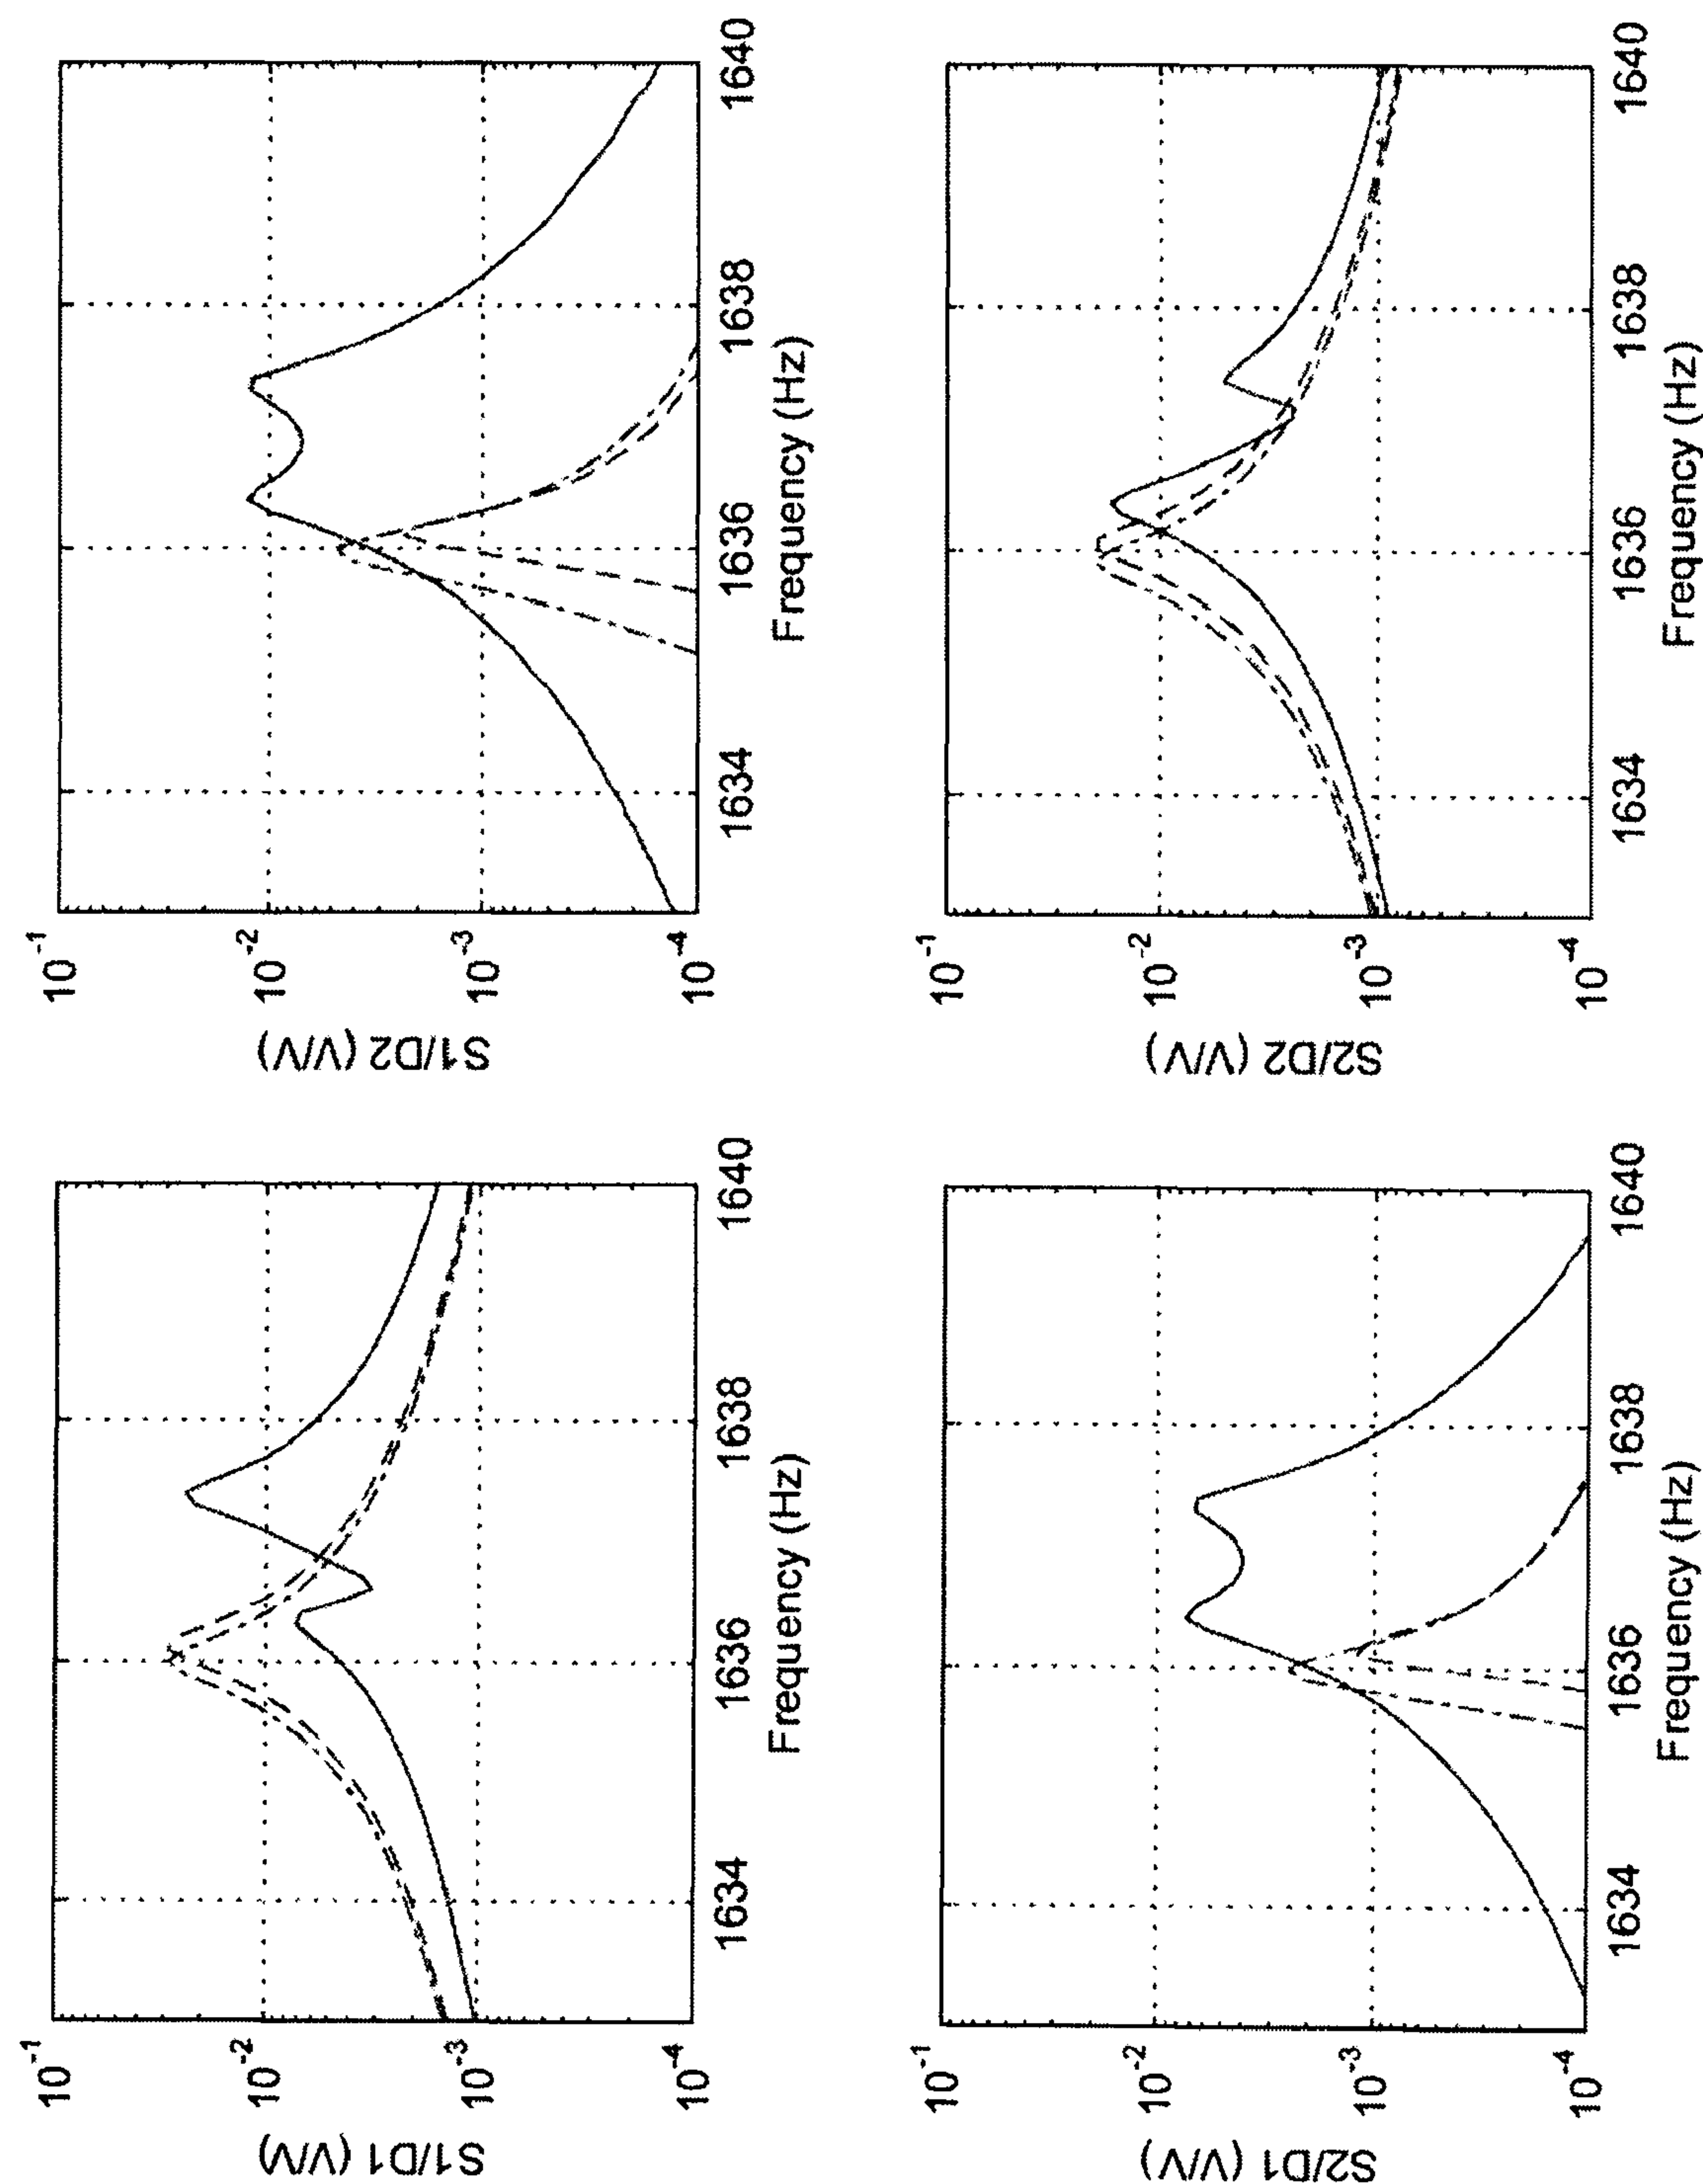 S1/D1 (V/V)
10⁻¹
10⁻²
10⁻³
10⁻⁴
1634 1636 1638 1640
Frequency (Hz)
S1/D2 (V/V)
10⁻¹
10⁻²
10⁻³
10⁻⁴
1634 1636 1638 1640
Frequency (Hz)
S2/D1 (V/V)
10⁻¹
10⁻²
10⁻³
10⁻⁴
1634 1636 1638 1640
Frequency (Hz)
S2/D2 (V/V)
10⁻¹
10⁻²
10⁻³
10⁻⁴
1634 1636 1638 1640
Frequency (Hz)